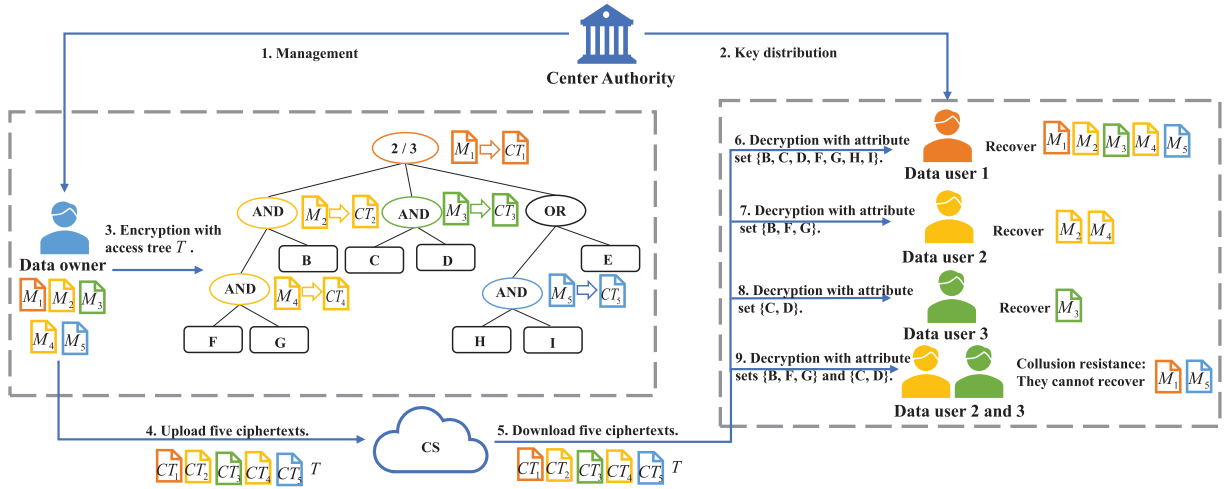 1. Management
2. Key distribution
Center Authority
2 / 3
M₁ CT₁
AND
M₂ CT₂
AND
M₃ CT₃
OR
B
C
D
E
AND
M₄ CT₄
AND
M₅ CT₅
F
G
H
I
Data owner
M₁ M₂ M₃
M₄ M₅
3. Encryption with
access tree T .
4. Upload five ciphertexts.
CT₁ CT₂ CT₃ CT₄ CT₅ T
CS
5. Download five ciphertexts.
CT₁ CT₂ CT₃ CT₄ CT₅ T
6. Decryption with attribute
set {B, C, D, F, G, H, I}.
Data user 1
Recover M₁ M₂ M₃ M₄ M₅
7. Decryption with attribute
set {B, F, G}.
Data user 2
Recover M₂ M₄
8. Decryption with attribute
set {C, D}.
Data user 3
Recover M₃
9. Decryption with attribute
sets {B, F, G} and {C, D}.
Data user 2 and 3
Collusion resistance:
They cannot recover M₁ M₅